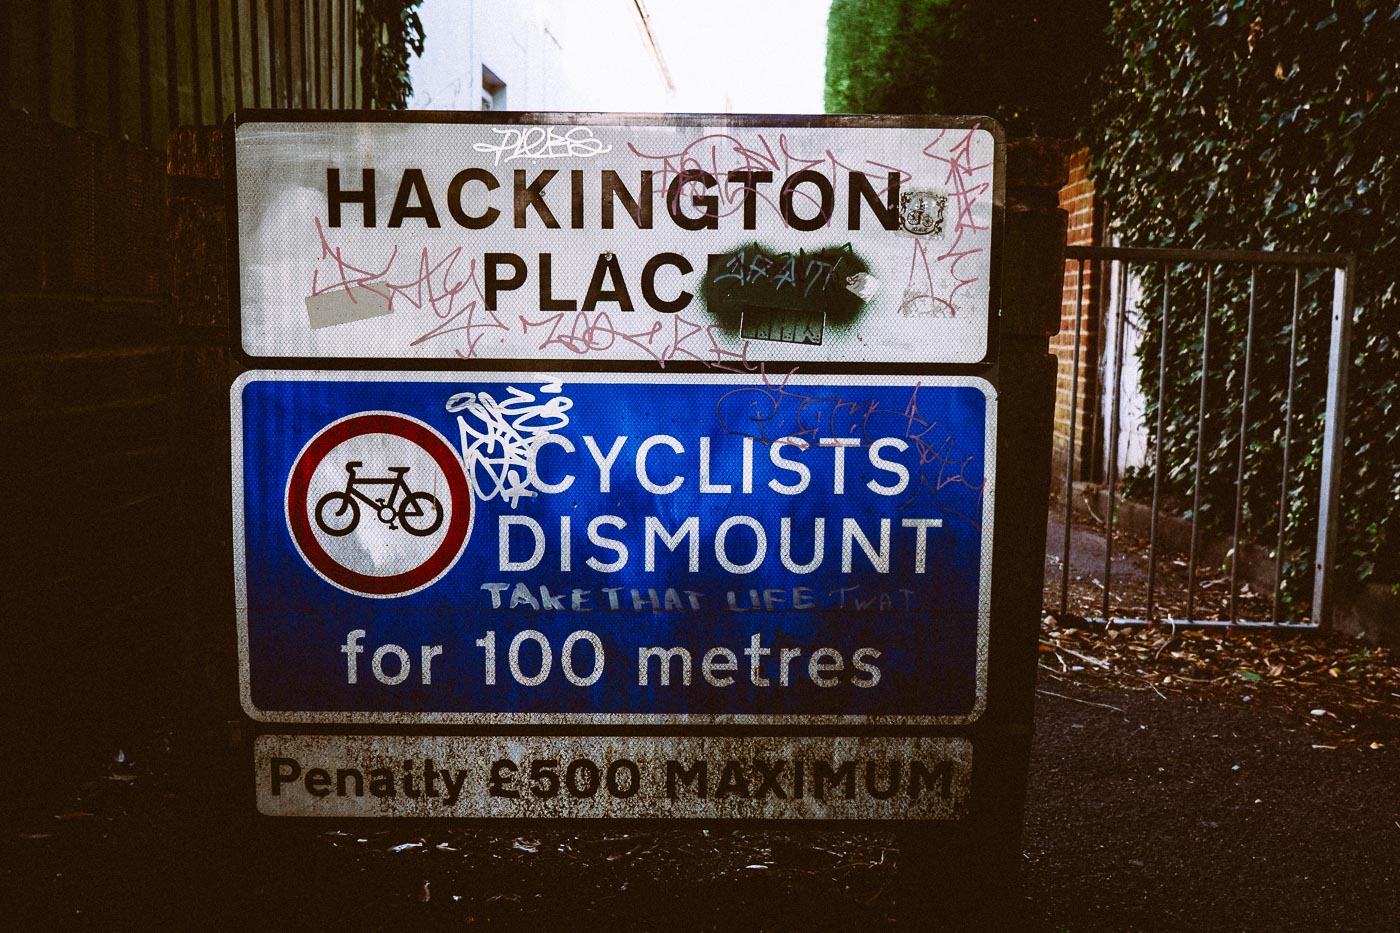 HACKINGTON
PLAC
CYCLISTS
DISMOUNT
TAKE THAT LIFE TWAT
for 100 metres
Penalty £500 MAXIMUM